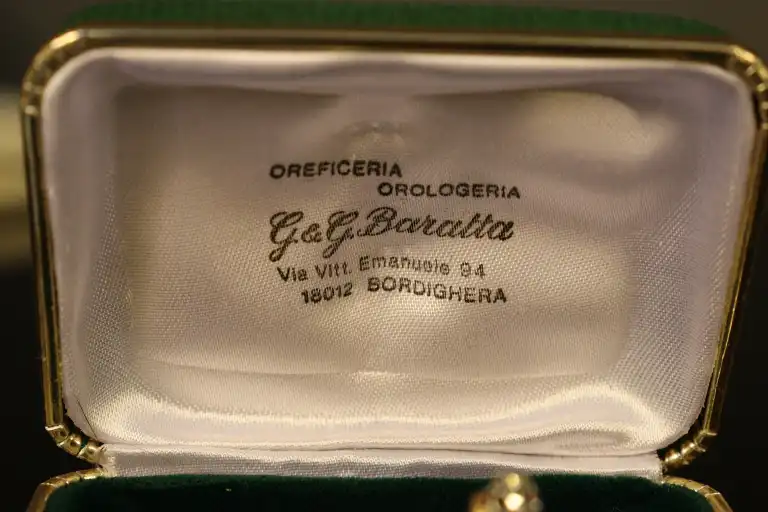 OREFICERIA
OROLOGERIA
G.&G. Baratta
Via Vitt. Emanuele 94
18012 BORDIGHERA